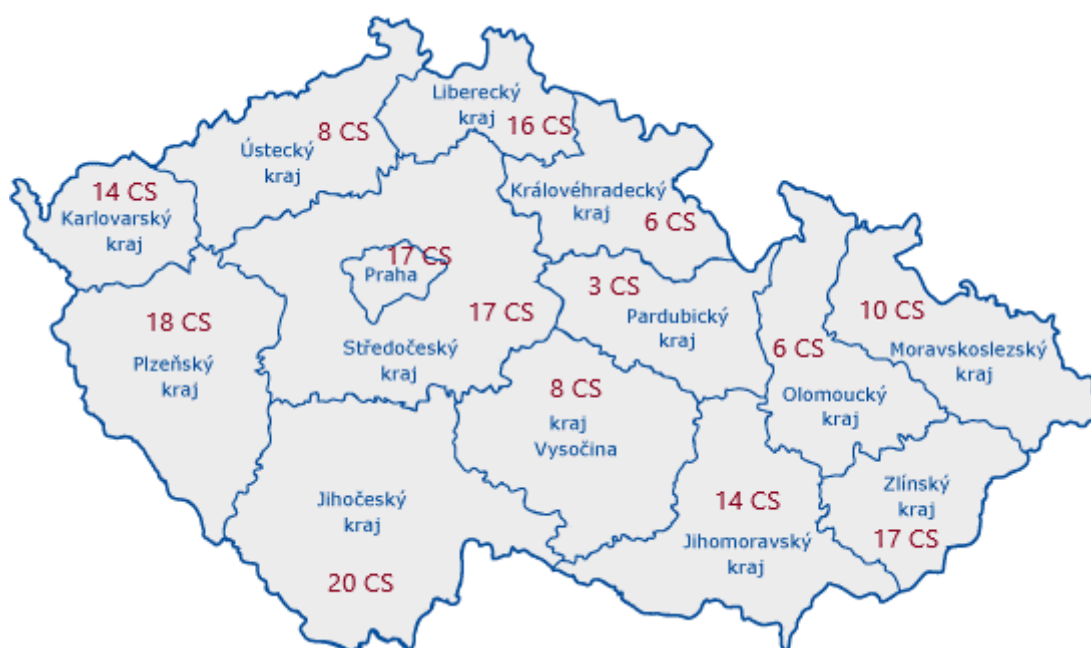 Liberecký
kraj
16 CS
8 CS
Ústecký
kraj
14 CS
Karlovarský
kraj
Královéhradecký
kraj
6 CS
17 CS
Praha
3 CS
Pardubický
kraj
18 CS
Plzeňský
kraj
17 CS
Středočeský
kraj
10 CS
Moravskoslezský
kraj
6 CS
Olomoucký
kraj
8 CS
kraj
Vysočina
Jihočeský
kraj
20 CS
14 CS
Jihomoravský
kraj
Zlínský
kraj
17 CS